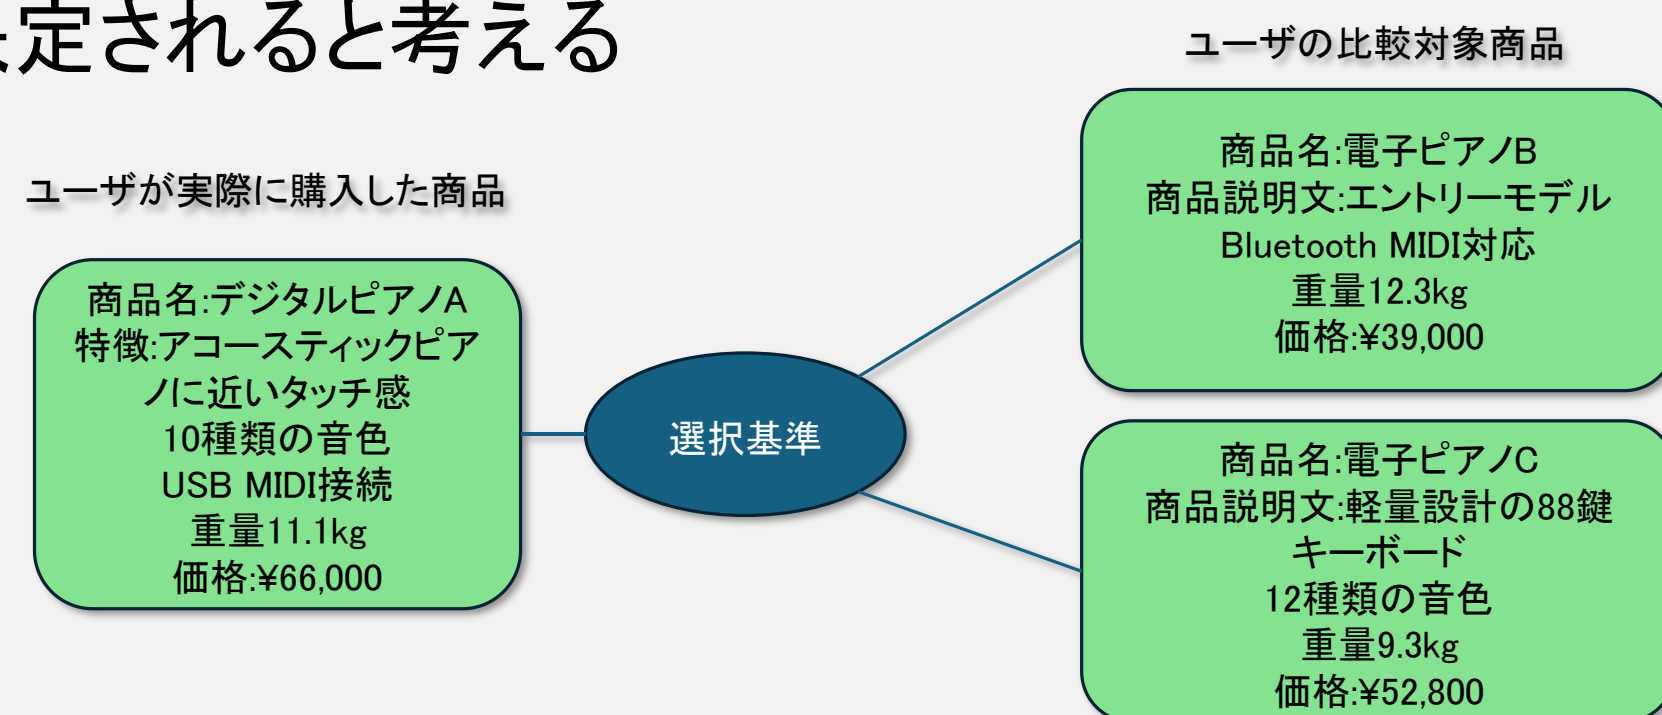 定されると考える
ユーザの比較対象商品
ユーザが実際に購入した商品
商品名:デジタルピアノA
特徴:アコースティックピア
ノに近いタッチ感
10種類の音色
USB MIDI接続
重量11.1kg
価格:¥66,000
選択基準
商品名:電子ピアノB
商品説明文:エントリーモデル
Bluetooth MIDI対応
重量12.3kg
価格:¥39,000
商品名:電子ピアノC
商品説明文:軽量設計の88鍵
キーボード
12種類の音色
重量9.3kg
価格:¥52,800